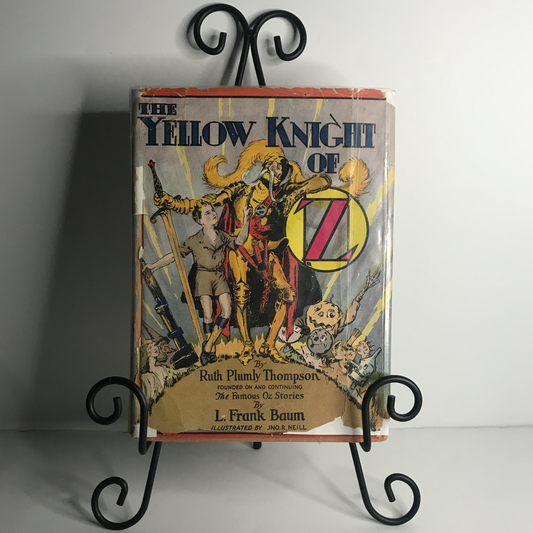 THE
YELLOW KNIGHT
OF
OZ
By
Ruth Plumly Thompson
FOUNDED ON AND CONTINUING
The Famous Oz Stories
By
L. Frank Baum
ILLUSTRATED BY JNO. R. NEILL